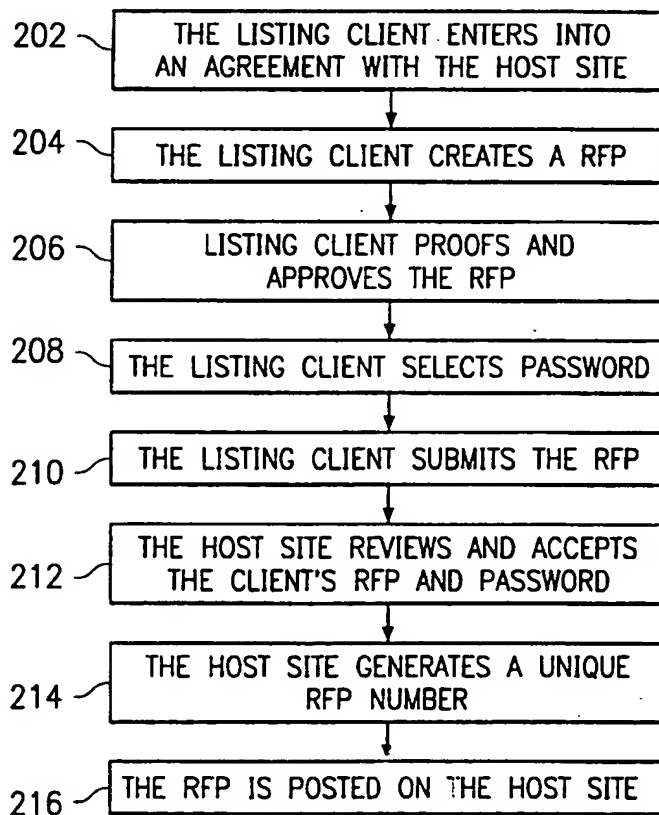 202
THE LISTING CLIENT ENTERS INTO
AN AGREEMENT WITH THE HOST SITE
204
THE LISTING CLIENT CREATES A RFP
206
LISTING CLIENT PROOFS AND
APPROVES THE RFP
208
THE LISTING CLIENT SELECTS PASSWORD
210
THE LISTING CLIENT SUBMITS THE RFP
212
THE HOST SITE REVIEWS AND ACCEPTS
THE CLIENT'S RFP AND PASSWORD
214
THE HOST SITE GENERATES A UNIQUE
RFP NUMBER
216
THE RFP IS POSTED ON THE HOST SITE